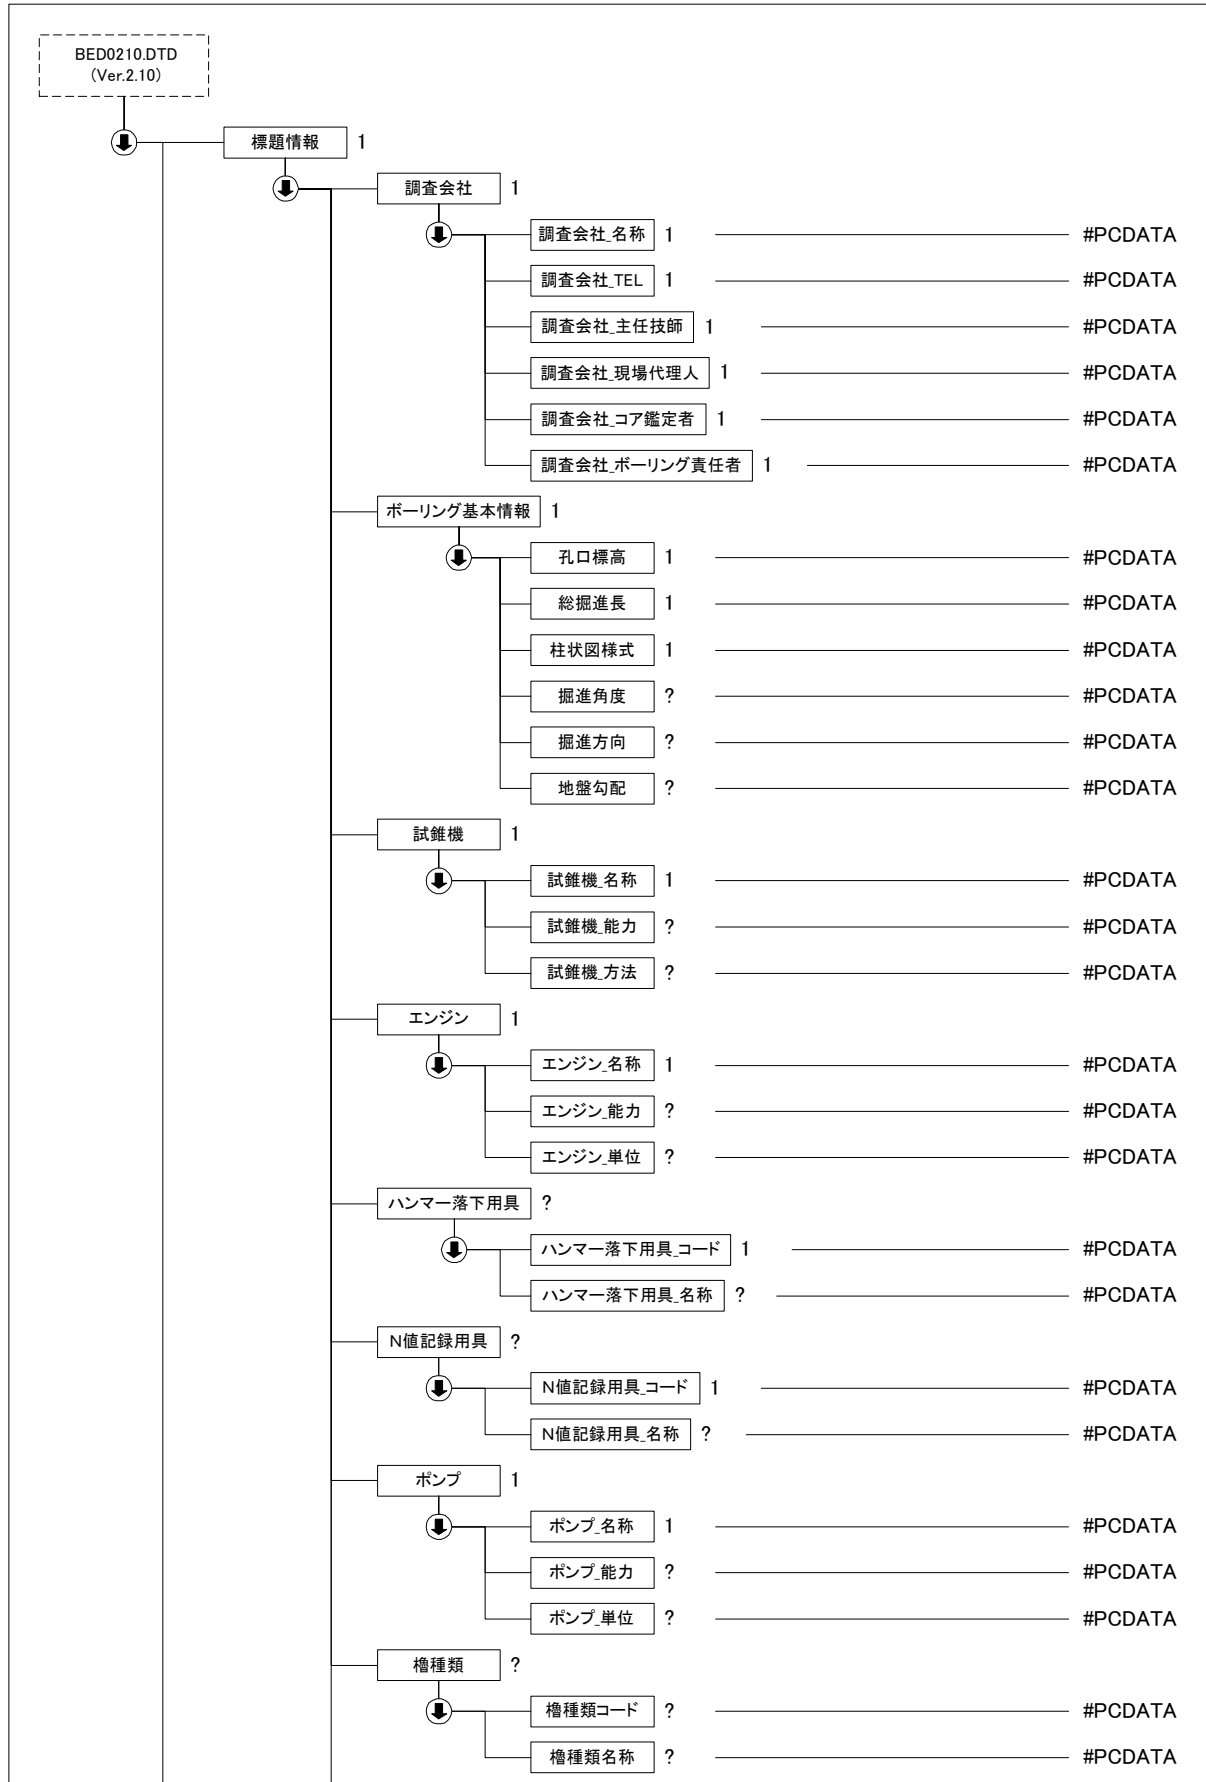 BED0210.DTD
(Ver.2.10)
標題情報 1
調査会社 1
調査会社_名称 1 #PCDATA
調査会社_TEL 1 #PCDATA
調査会社_主任技師 1 #PCDATA
調査会社_現場代理人 1 #PCDATA
調査会社_コア鑑定者 1 #PCDATA
調査会社_ボーリング責任者 1 #PCDATA
ボーリング基本情報 1
孔口標高 1 #PCDATA
総掘進長 1 #PCDATA
柱状図様式 1 #PCDATA
掘進角度 ? #PCDATA
掘進方向 ? #PCDATA
地盤勾配 ? #PCDATA
試錐機 1
試錐機_名称 1 #PCDATA
試錐機_能力 ? #PCDATA
試錐機_方法 ? #PCDATA
エンジン 1
エンジン_名称 1 #PCDATA
エンジン_能力 ? #PCDATA
エンジン_単位 ? #PCDATA
ハンマー落下用具 ?
ハンマー落下用具_コード 1 #PCDATA
ハンマー落下用具_名称 ? #PCDATA
N値記録用具 ?
N値記録用具_コード 1 #PCDATA
N値記録用具_名称 ? #PCDATA
ポンプ 1
ポンプ_名称 1 #PCDATA
ポンプ_能力 ? #PCDATA
ポンプ_単位 ? #PCDATA
櫓種類 ?
櫓種類コード ? #PCDATA
櫓種類名称 ? #PCDATA